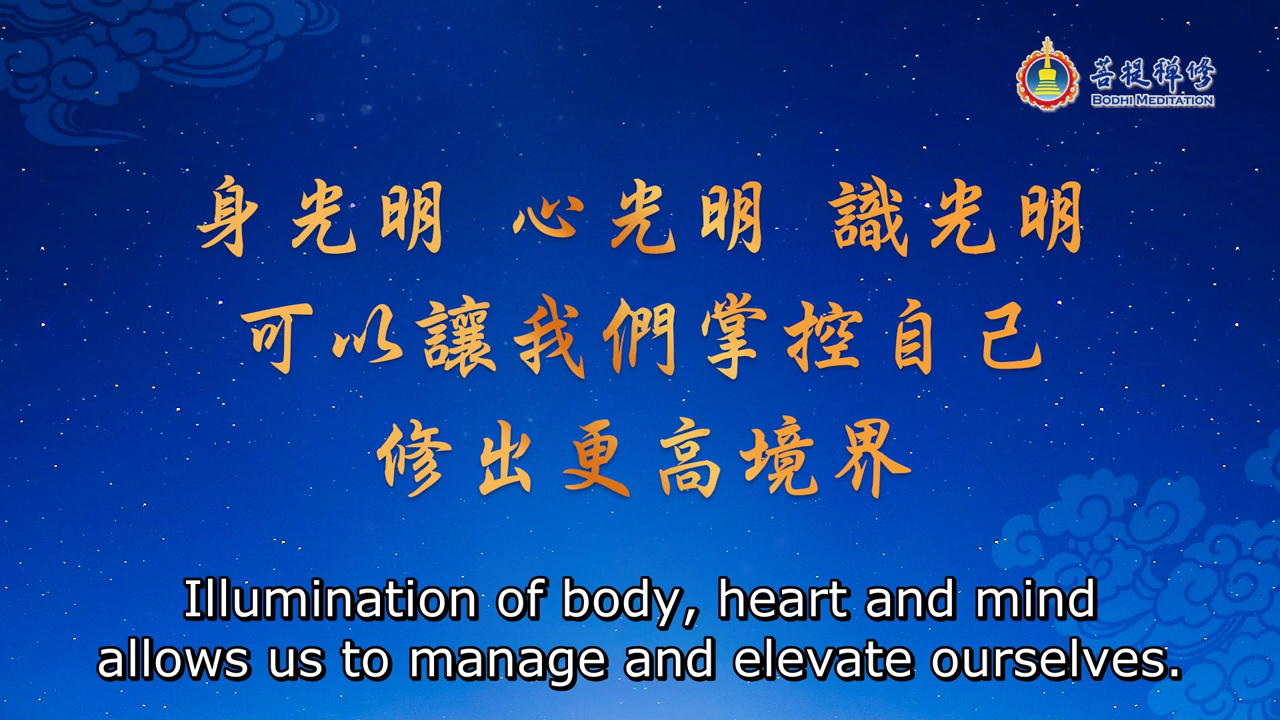 菩提禪修
BODHI MEDITATION
身光明 心光明 識光明
可以讓我們掌控自己
修出更高境界
Illumination of body, heart and mind
allows us to manage and elevate ourselves.